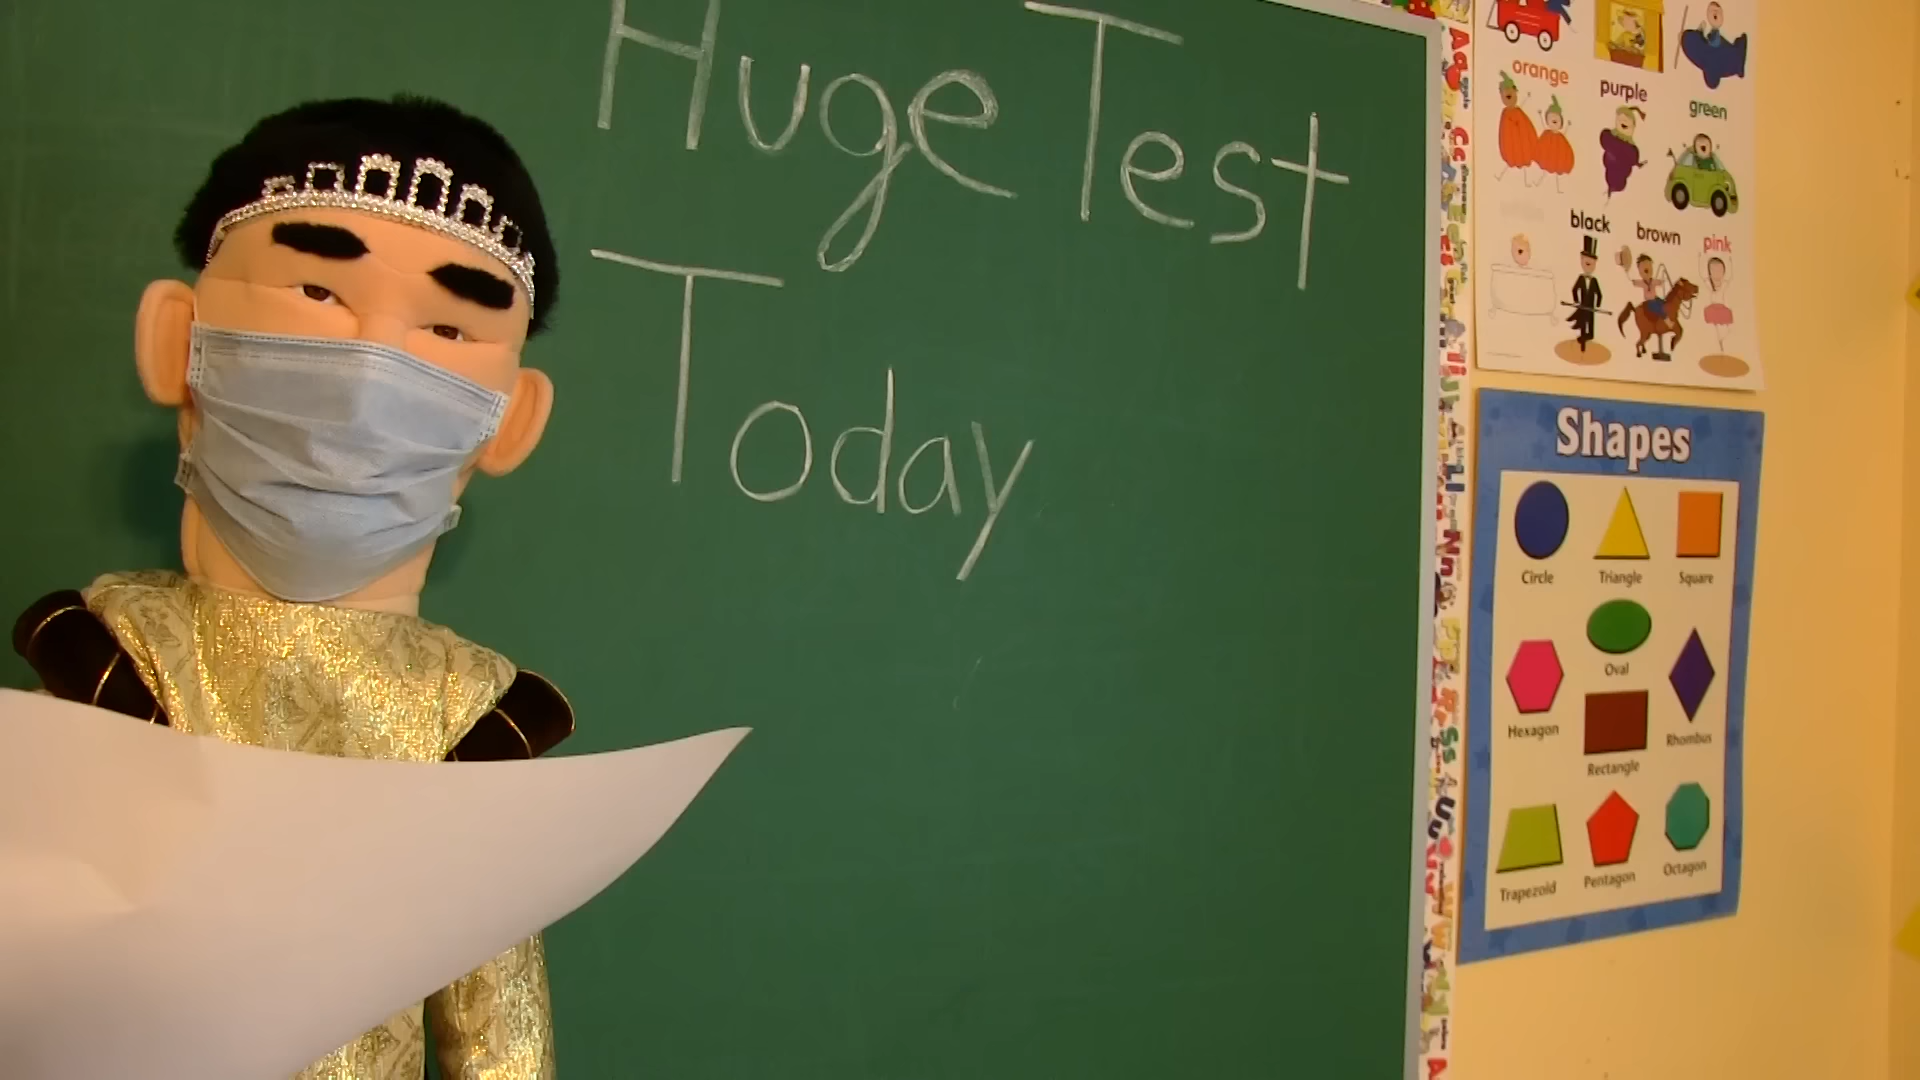 Huge Test
Today
orange
purple
green
black
brown
pink
Shapes
Circle
Triangle
Square
Oval
Hexagon
Rectangle
Rhombus
Trapezoid
Pentagon
Octagon